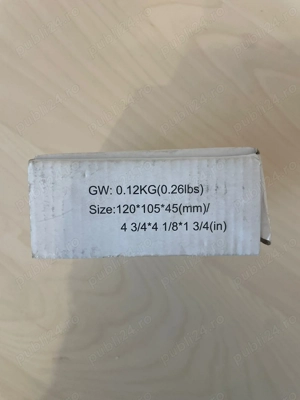 GW: 0.12KG(0.26lbs)
Size:120*105*45(mm)/
4 3/4*4 1/8*1 3/4(in)